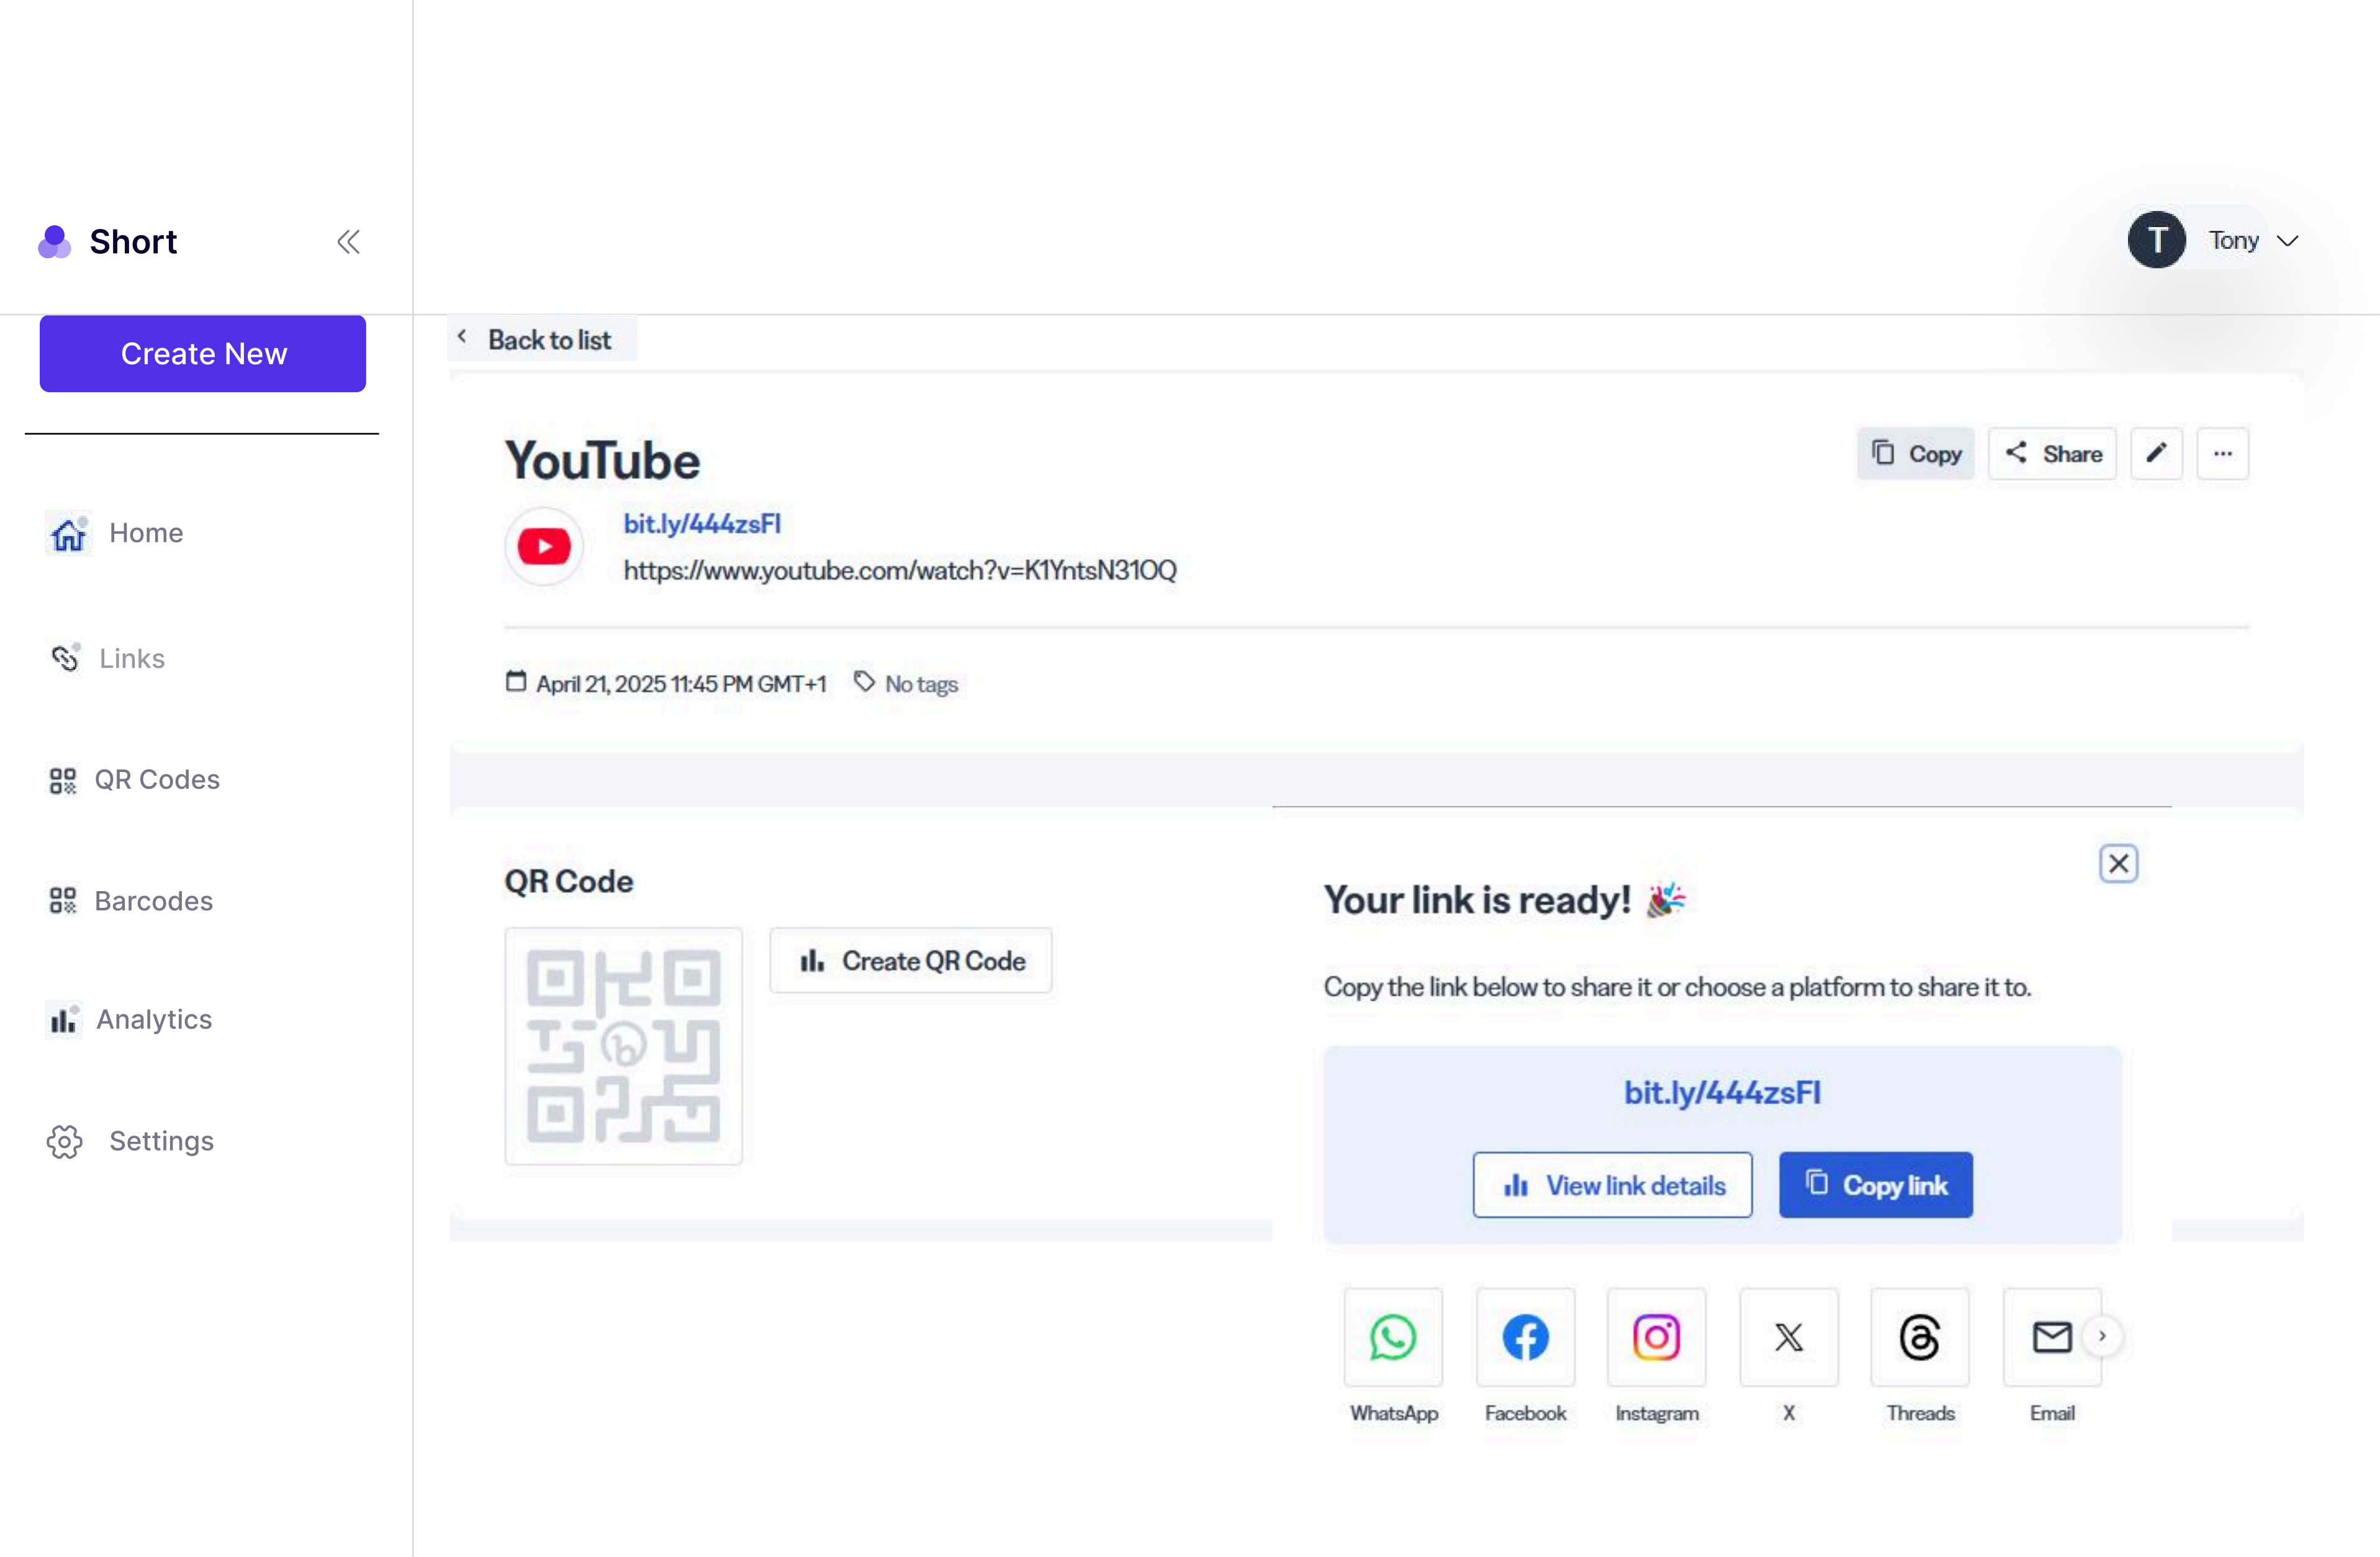 Short
T Tony
Create New
Back to list
YouTube
Copy
Share
bit.ly/444zsFI
https://www.youtube.com/watch?v=K1YntsN31OQ
Home
Links
April 21, 2025 11:45 PM GMT+1
No tags
QR Codes
Barcodes
Analytics
Settings
QR Code
Create QR Code
Your link is ready! 🎉
Copy the link below to share it or choose a platform to share it to.
bit.ly/444zsFI
View link details
Copy link
WhatsApp
Facebook
Instagram
X
Threads
Email